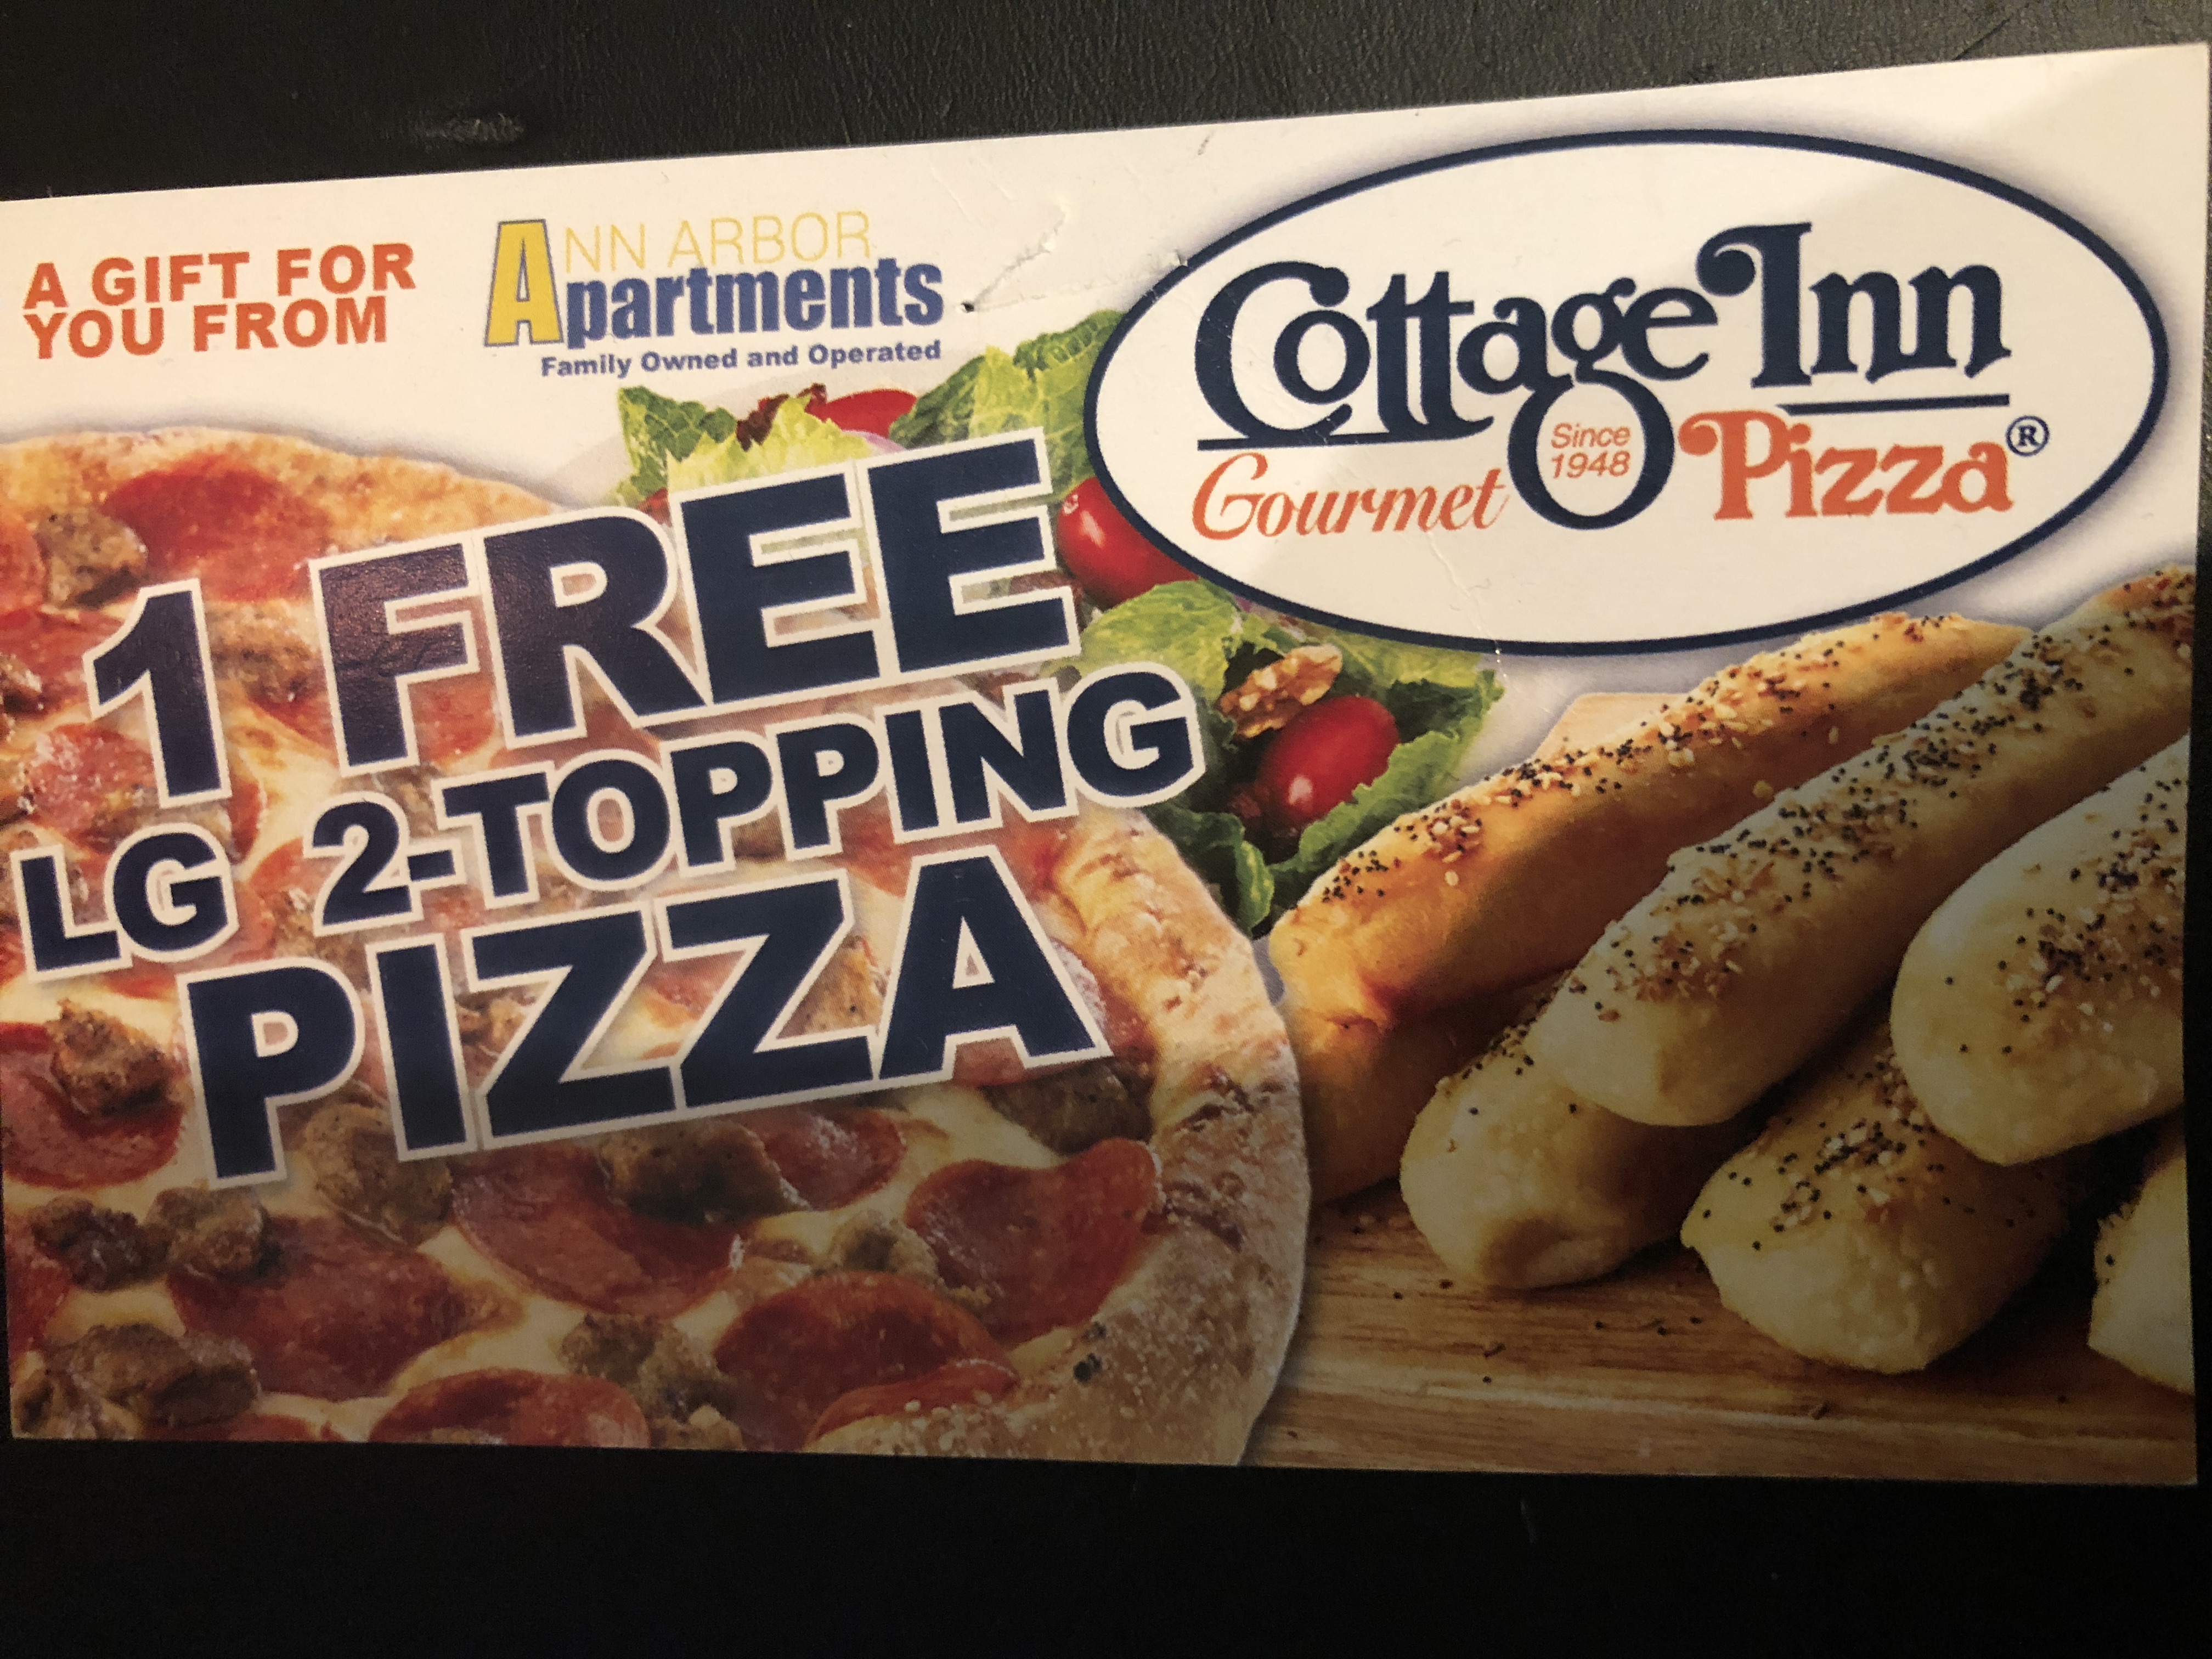 A GIFT FOR
YOU FROM
ANN ARBOR
Apartments
Family Owned and Operated
Cottage Inn
Gourmet Pizza®
Since
1948
1 FREE
LG 2-TOPPING
PIZZA